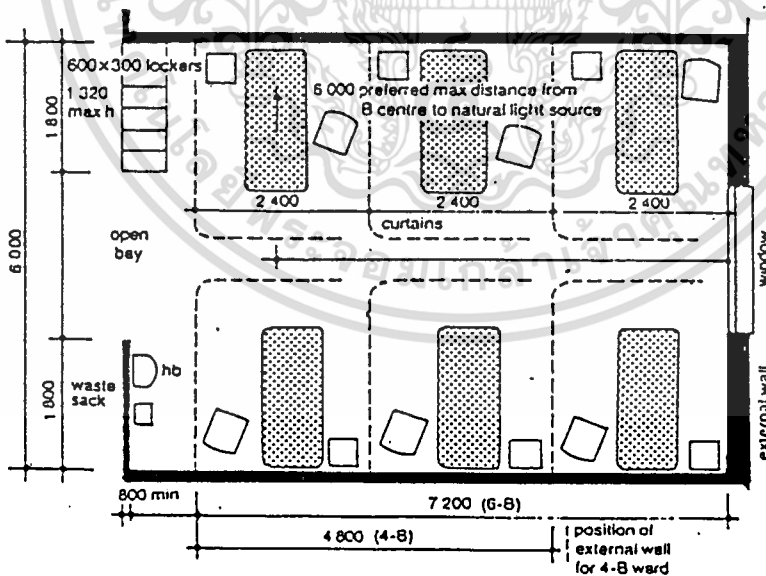 600×300 lockers
1 320
max h
6 000 preferred max distance from
B centre to natural light source
1 800
2 400
2 400
2 400
curtains
open
bay
6 000
window
hb
waste
sack
1 800
external wall
800 min
7 200 (6-B)
4 800 (4-B)
position of
external wall
for 4-B ward